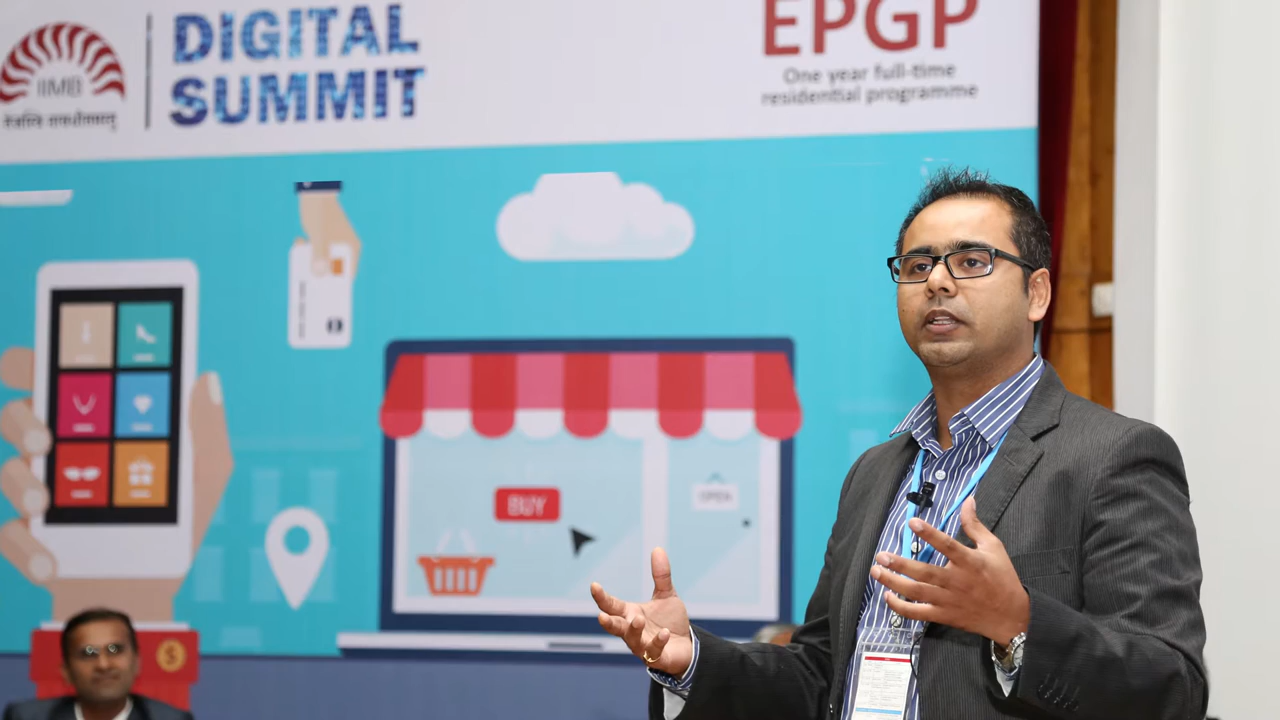 IIMB
तेजस्वि नावधीतमस्तु
DIGITAL
SUMMIT
EPGP
One year full-time
residential programme
BUY
OPEN